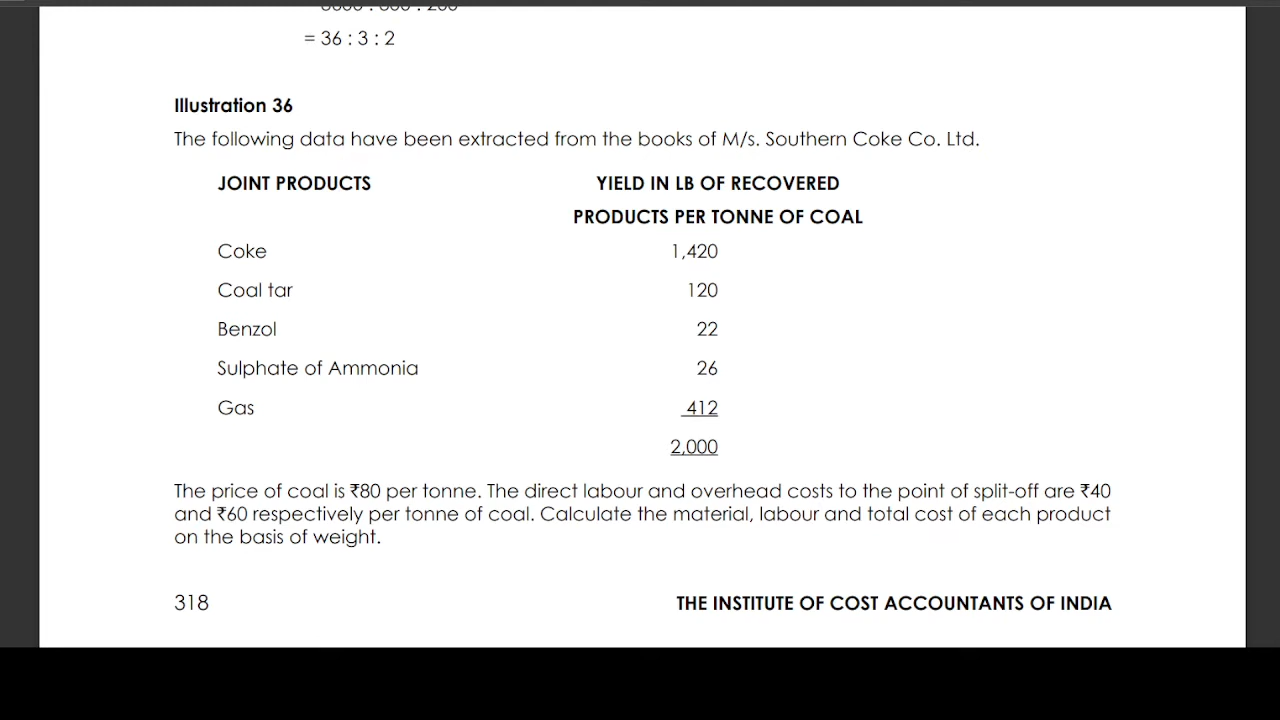 = 36 : 3 : 2
Illustration 36
The following data have been extracted from the books of M/s. Southern Coke Co. Ltd.
JOINT PRODUCTS YIELD IN LB OF RECOVERED
PRODUCTS PER TONNE OF COAL
Coke 1,420
Coal tar 120
Benzol 22
Sulphate of Ammonia 26
Gas 412
2,000
The price of coal is ₹80 per tonne. The direct labour and overhead costs to the point of split-off are ₹40
and ₹60 respectively per tonne of coal. Calculate the material, labour and total cost of each product
on the basis of weight.
318 THE INSTITUTE OF COST ACCOUNTANTS OF INDIA